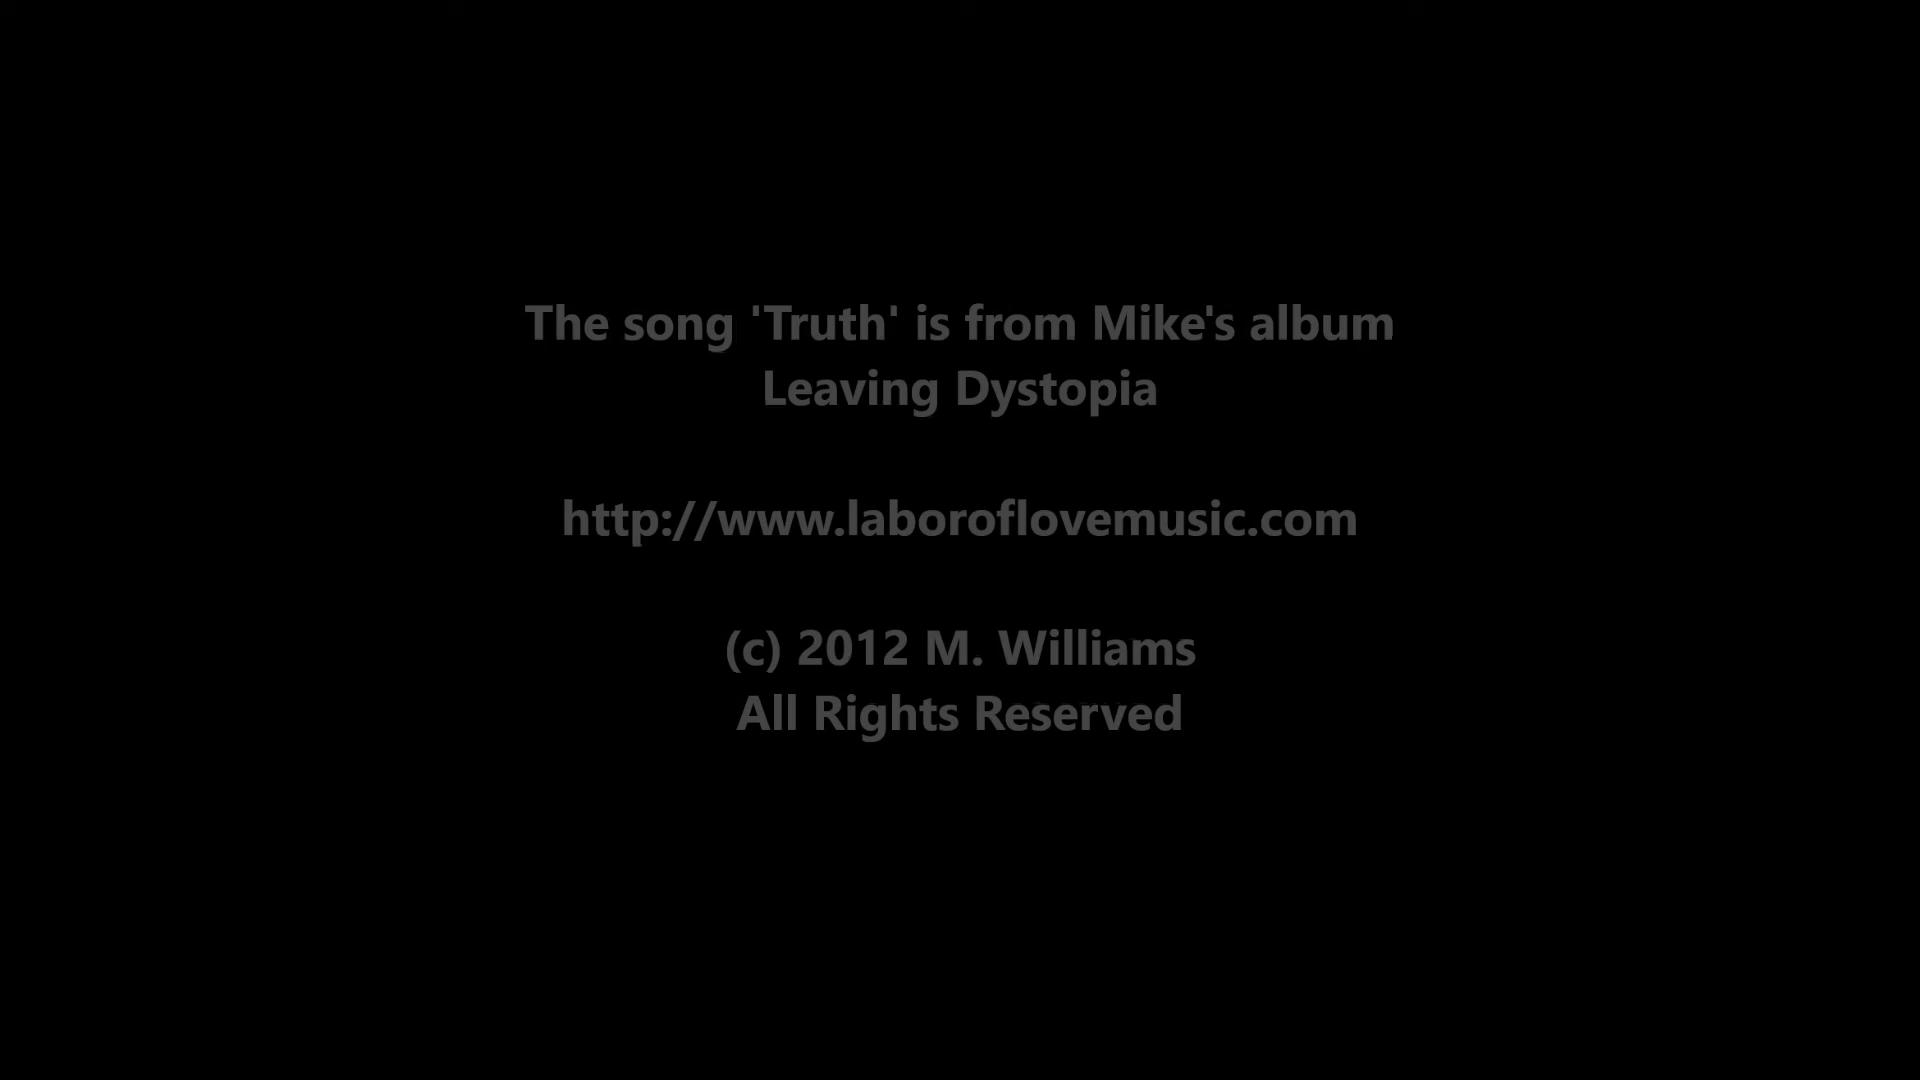 The song 'Truth' is from Mike's album
Leaving Dystopia
http://www.laboroflovemusic.com
(c) 2012 M. Williams
All Rights Reserved